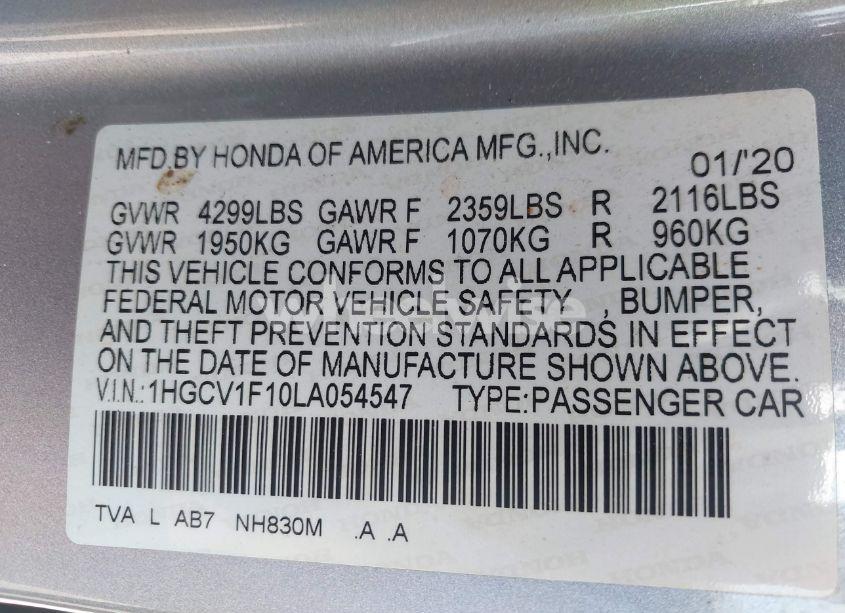 MFD.BY HONDA OF AMERICA MFG.,INC. 01/'20
GVWR 4299LBS GAWR F 2359LBS R 2116LBS
GVWR 1950KG GAWR F 1070KG R 960KG
THIS VEHICLE CONFORMS TO ALL APPLICABLE
FEDERAL MOTOR VEHICLE SAFETY , BUMPER,
AND THEFT PREVENTION STANDARDS IN EFFECT
ON THE DATE OF MANUFACTURE SHOWN ABOVE.
V.I.N.:1HGCV1F10LA054547 TYPE:PASSENGER CAR
TVA L AB7 NH830M .A .A